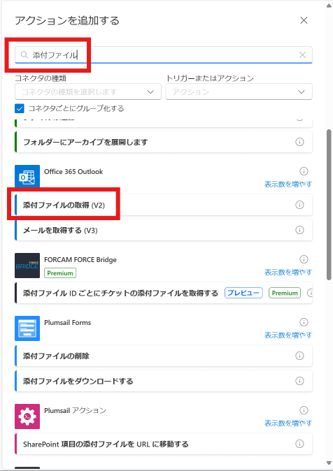 アクションを追加する
添付ファイル
コネクタの種類
トリガーまたはアクション
コネクタの種類を選択します
アクション
コネクタごとにグループ化する
フォルダーにアーカイブを展開します
Office 365 Outlook
表示数を増やす
添付ファイルの取得 (V2)
メールを取得する (V3)
FORCAM FORCE Bridge
Premium
表示数を増やす
添付ファイル ID ごとにチケットの添付ファイルを取得する プレビュー Premium
Plumsail Forms
表示数を増やす
添付ファイルの削除
添付ファイルをダウンロードする
Plumsail アクション
表示数を増やす
SharePoint 項目の添付ファイルを URL に移動する